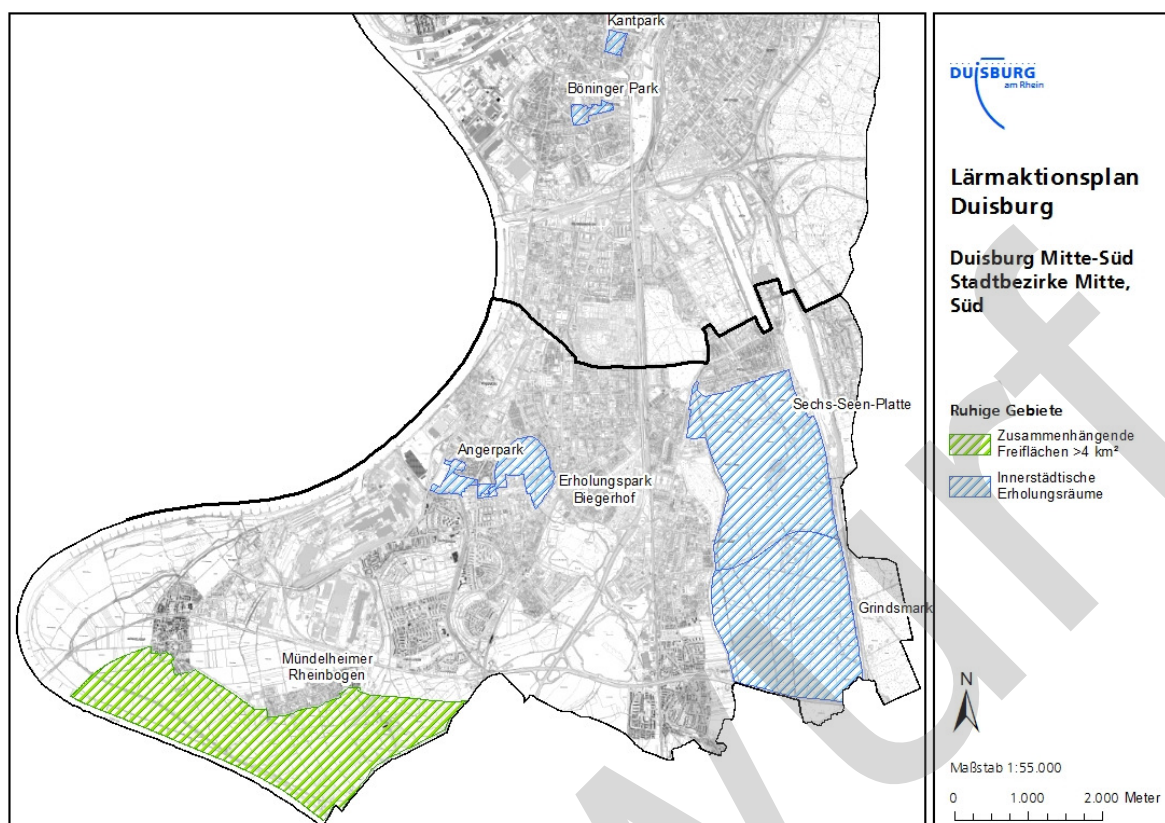 Kantpark
Böninger Park
Sechs-Seen-Platte
Angerpark
Erholungspark
Biegerhof
Grindsmark
Mündelheimer
Rheinbogen
DUISBURG
am Rhein
Lärmaktionsplan
Duisburg
Duisburg Mitte-Süd
Stadtbezirke Mitte,
Süd
Ruhige Gebiete
Zusammenhängende
Freiflächen >4 km²
Innerstädtische
Erholungsräume
N
Maßstab 1:55.000
0 1.000 2.000 Meter